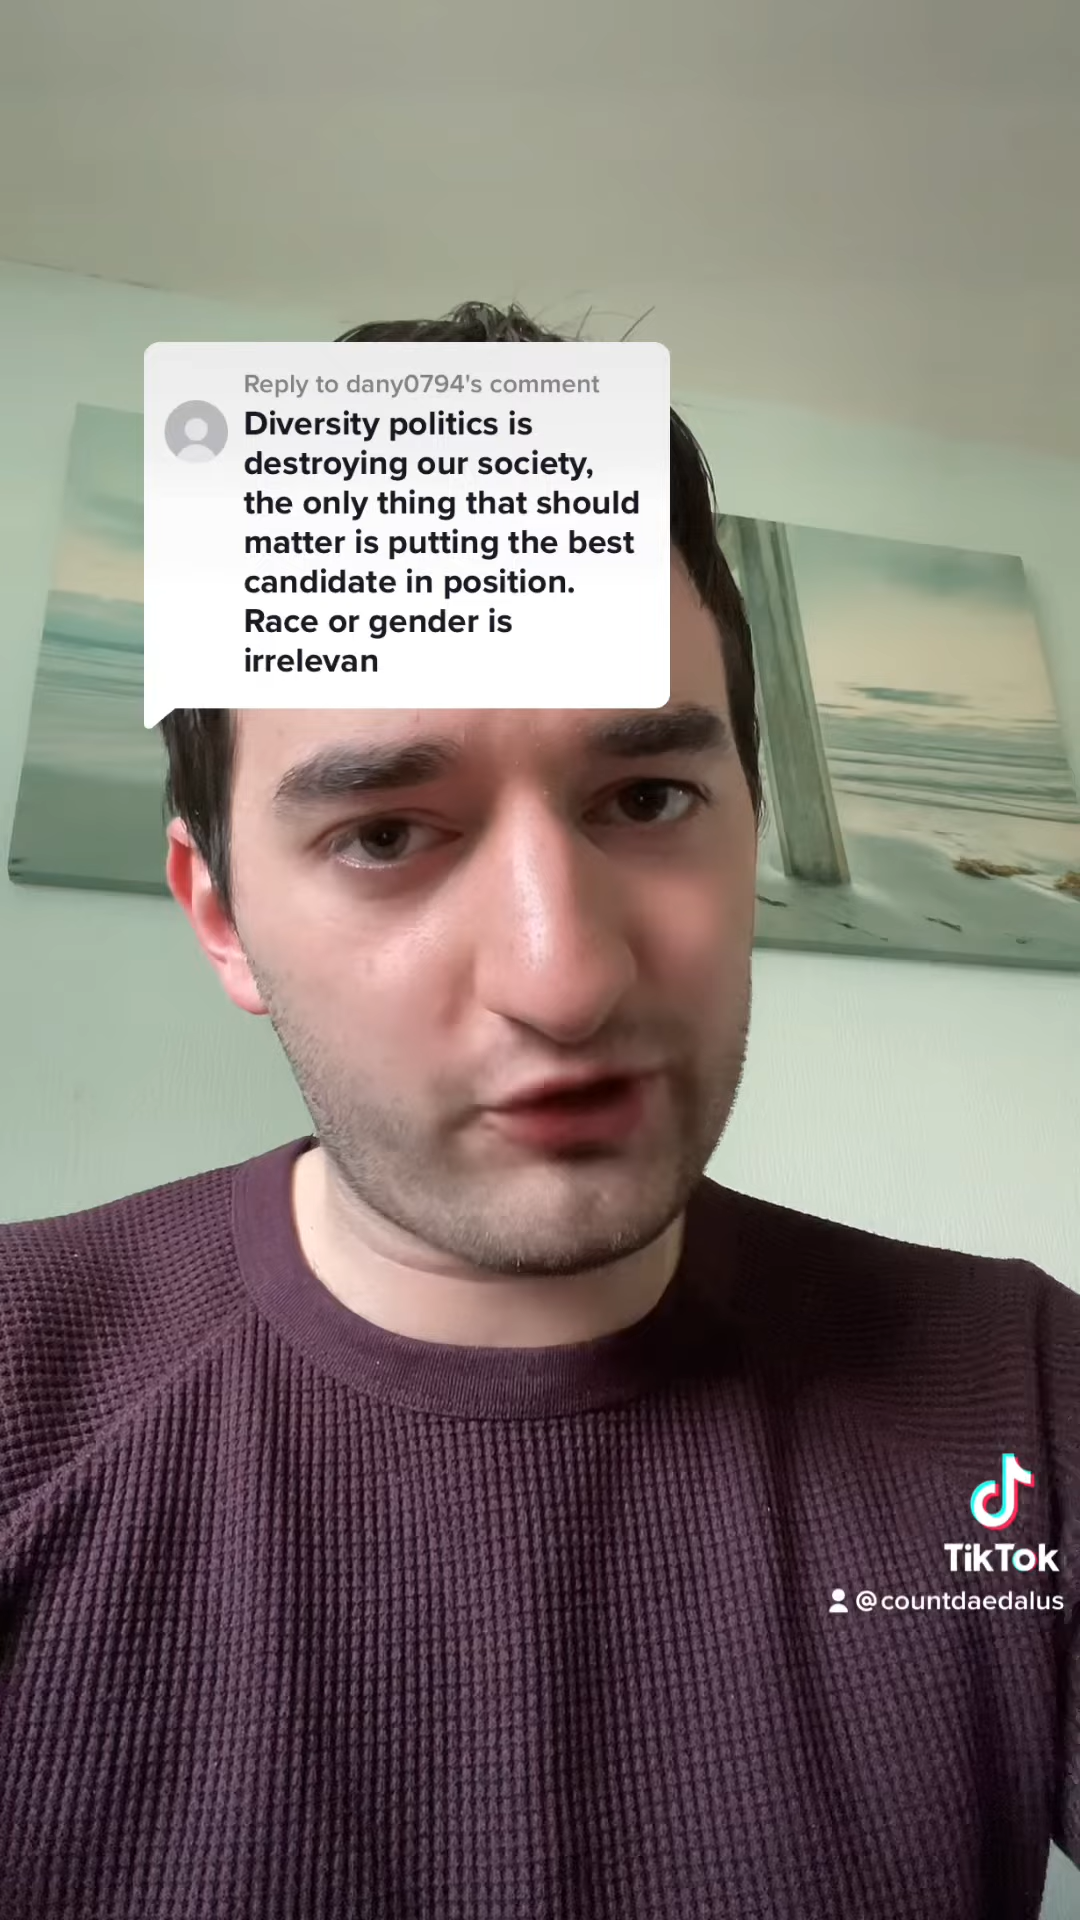 Reply to dany0794's comment
Diversity politics is
destroying our society,
the only thing that should
matter is putting the best
candidate in position.
Race or gender is
irrelevan
TikTok
@countdaedalus